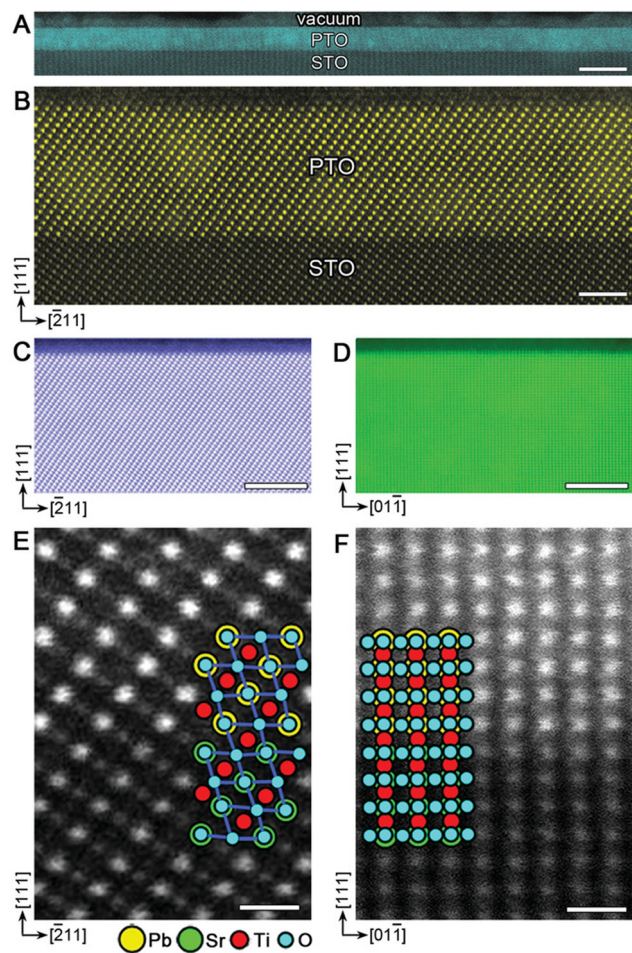 A
vacuum
PTO
STO
B
PTO
STO
[111]
[2̄11]
C
D
[111]
[2̄11]
[111]
[011̄]
E
F
[111]
[2̄11]
[111]
[011̄]
Pb Sr Ti O